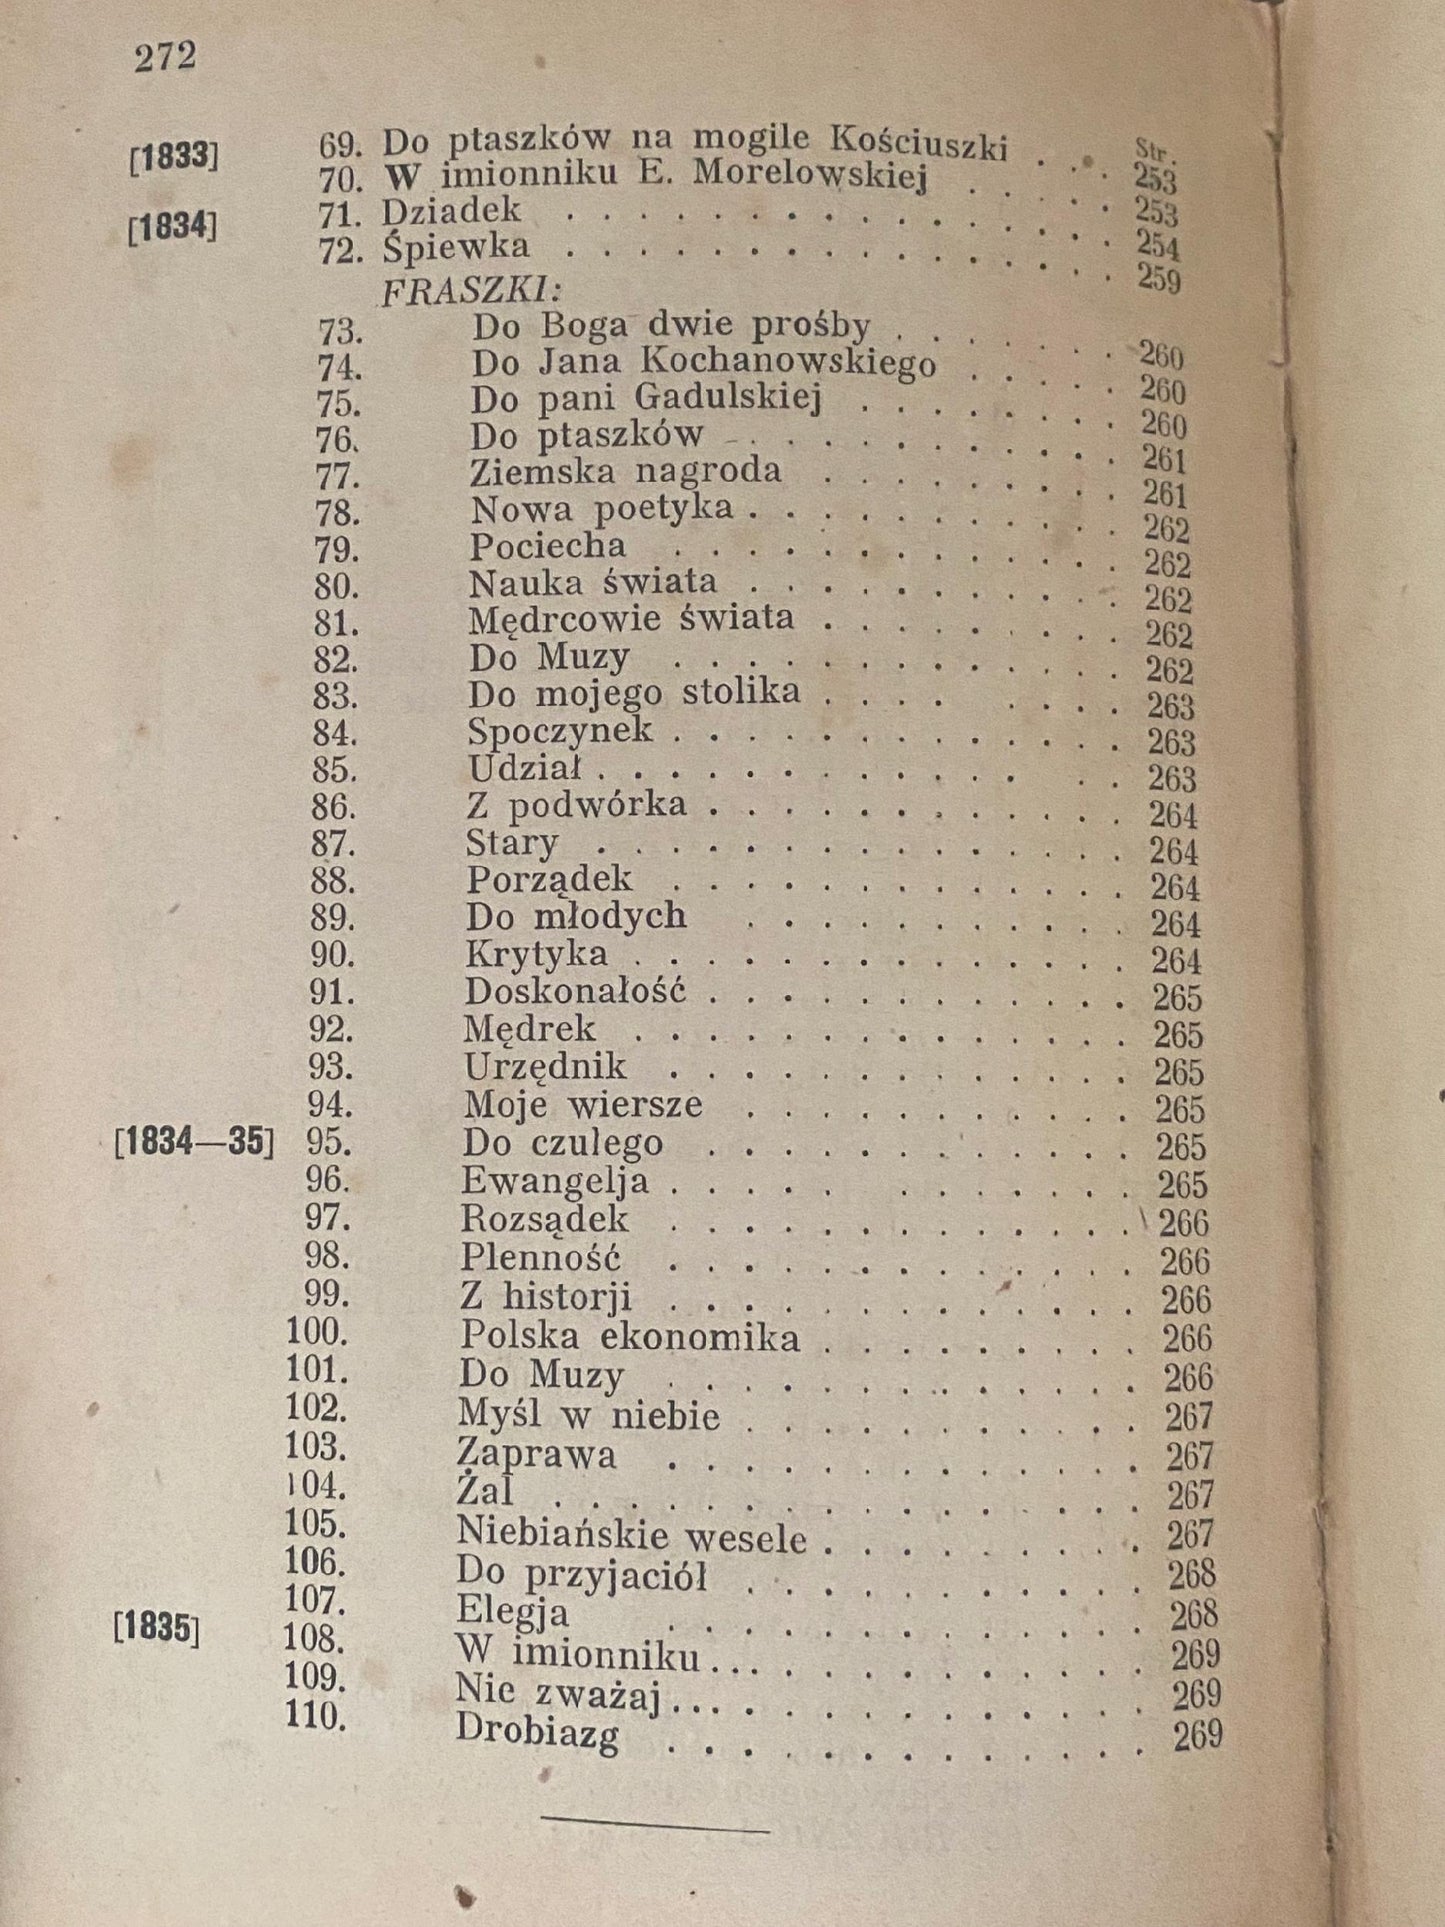 272
Str.
[1833] 69. Do ptaszków na mogile Kościuszki . . . 253
70. W imionniku E. Morelowskiej . . . . . 253
[1834] 71. Dziadek . . . . . . . . . . . . . . . 254
72. Śpiewka . . . . . . . . . . . . . . . 259
FRASZKI:
73. Do Boga dwie prośby . . . . . . 260
74. Do Jana Kochanowskiego . . . . . 260
75. Do pani Gadulskiej . . . . . . . 260
76. Do ptaszków . . . . . . . . . . 261
77. Ziemska nagroda . . . . . . . . 261
78. Nowa poetyka . . . . . . . . . . 262
79. Pociecha . . . . . . . . . . . . 262
80. Nauka świata . . . . . . . . . . 262
81. Mędrcowie świata . . . . . . . . 262
82. Do Muzy . . . . . . . . . . . . 262
83. Do mojego stolika . . . . . . . . 263
84. Spoczynek . . . . . . . . . . . . 263
85. Udział . . . . . . . . . . . . . 263
86. Z podwórka . . . . . . . . . . . 264
87. Stary . . . . . . . . . . . . . . 264
88. Porządek . . . . . . . . . . . . 264
89. Do młodych . . . . . . . . . . . 264
90. Krytyka . . . . . . . . . . . . . 264
91. Doskonałość . . . . . . . . . . . 265
92. Mędrek . . . . . . . . . . . . . 265
93. Urzędnik . . . . . . . . . . . . 265
94. Moje wiersze . . . . . . . . . . 265
[1834—35] 95. Do czułego . . . . . . . . . . . 265
96. Ewangelja . . . . . . . . . . . 265
97. Rozsądek . . . . . . . . . . . . 266
98. Plenność . . . . . . . . . . . . 266
99. Z historji . . . . . . . . . . . 266
100. Polska ekonomika . . . . . . . . 266
101. Do Muzy . . . . . . . . . . . . 266
102. Myśl w niebie . . . . . . . . . . 267
103. Zaprawa . . . . . . . . . . . . 267
104. Żal . . . . . . . . . . . . . . . 267
105. Niebiańskie wesele . . . . . . . . 267
106. Do przyjaciół . . . . . . . . . . 268
107. Elegja . . . . . . . . . . . . . 268
[1835] 108. W imionniku . . . . . . . . . . . 269
109. Nie zważaj . . . . . . . . . . . 269
110. Drobiazg . . . . . . . . . . . . 269